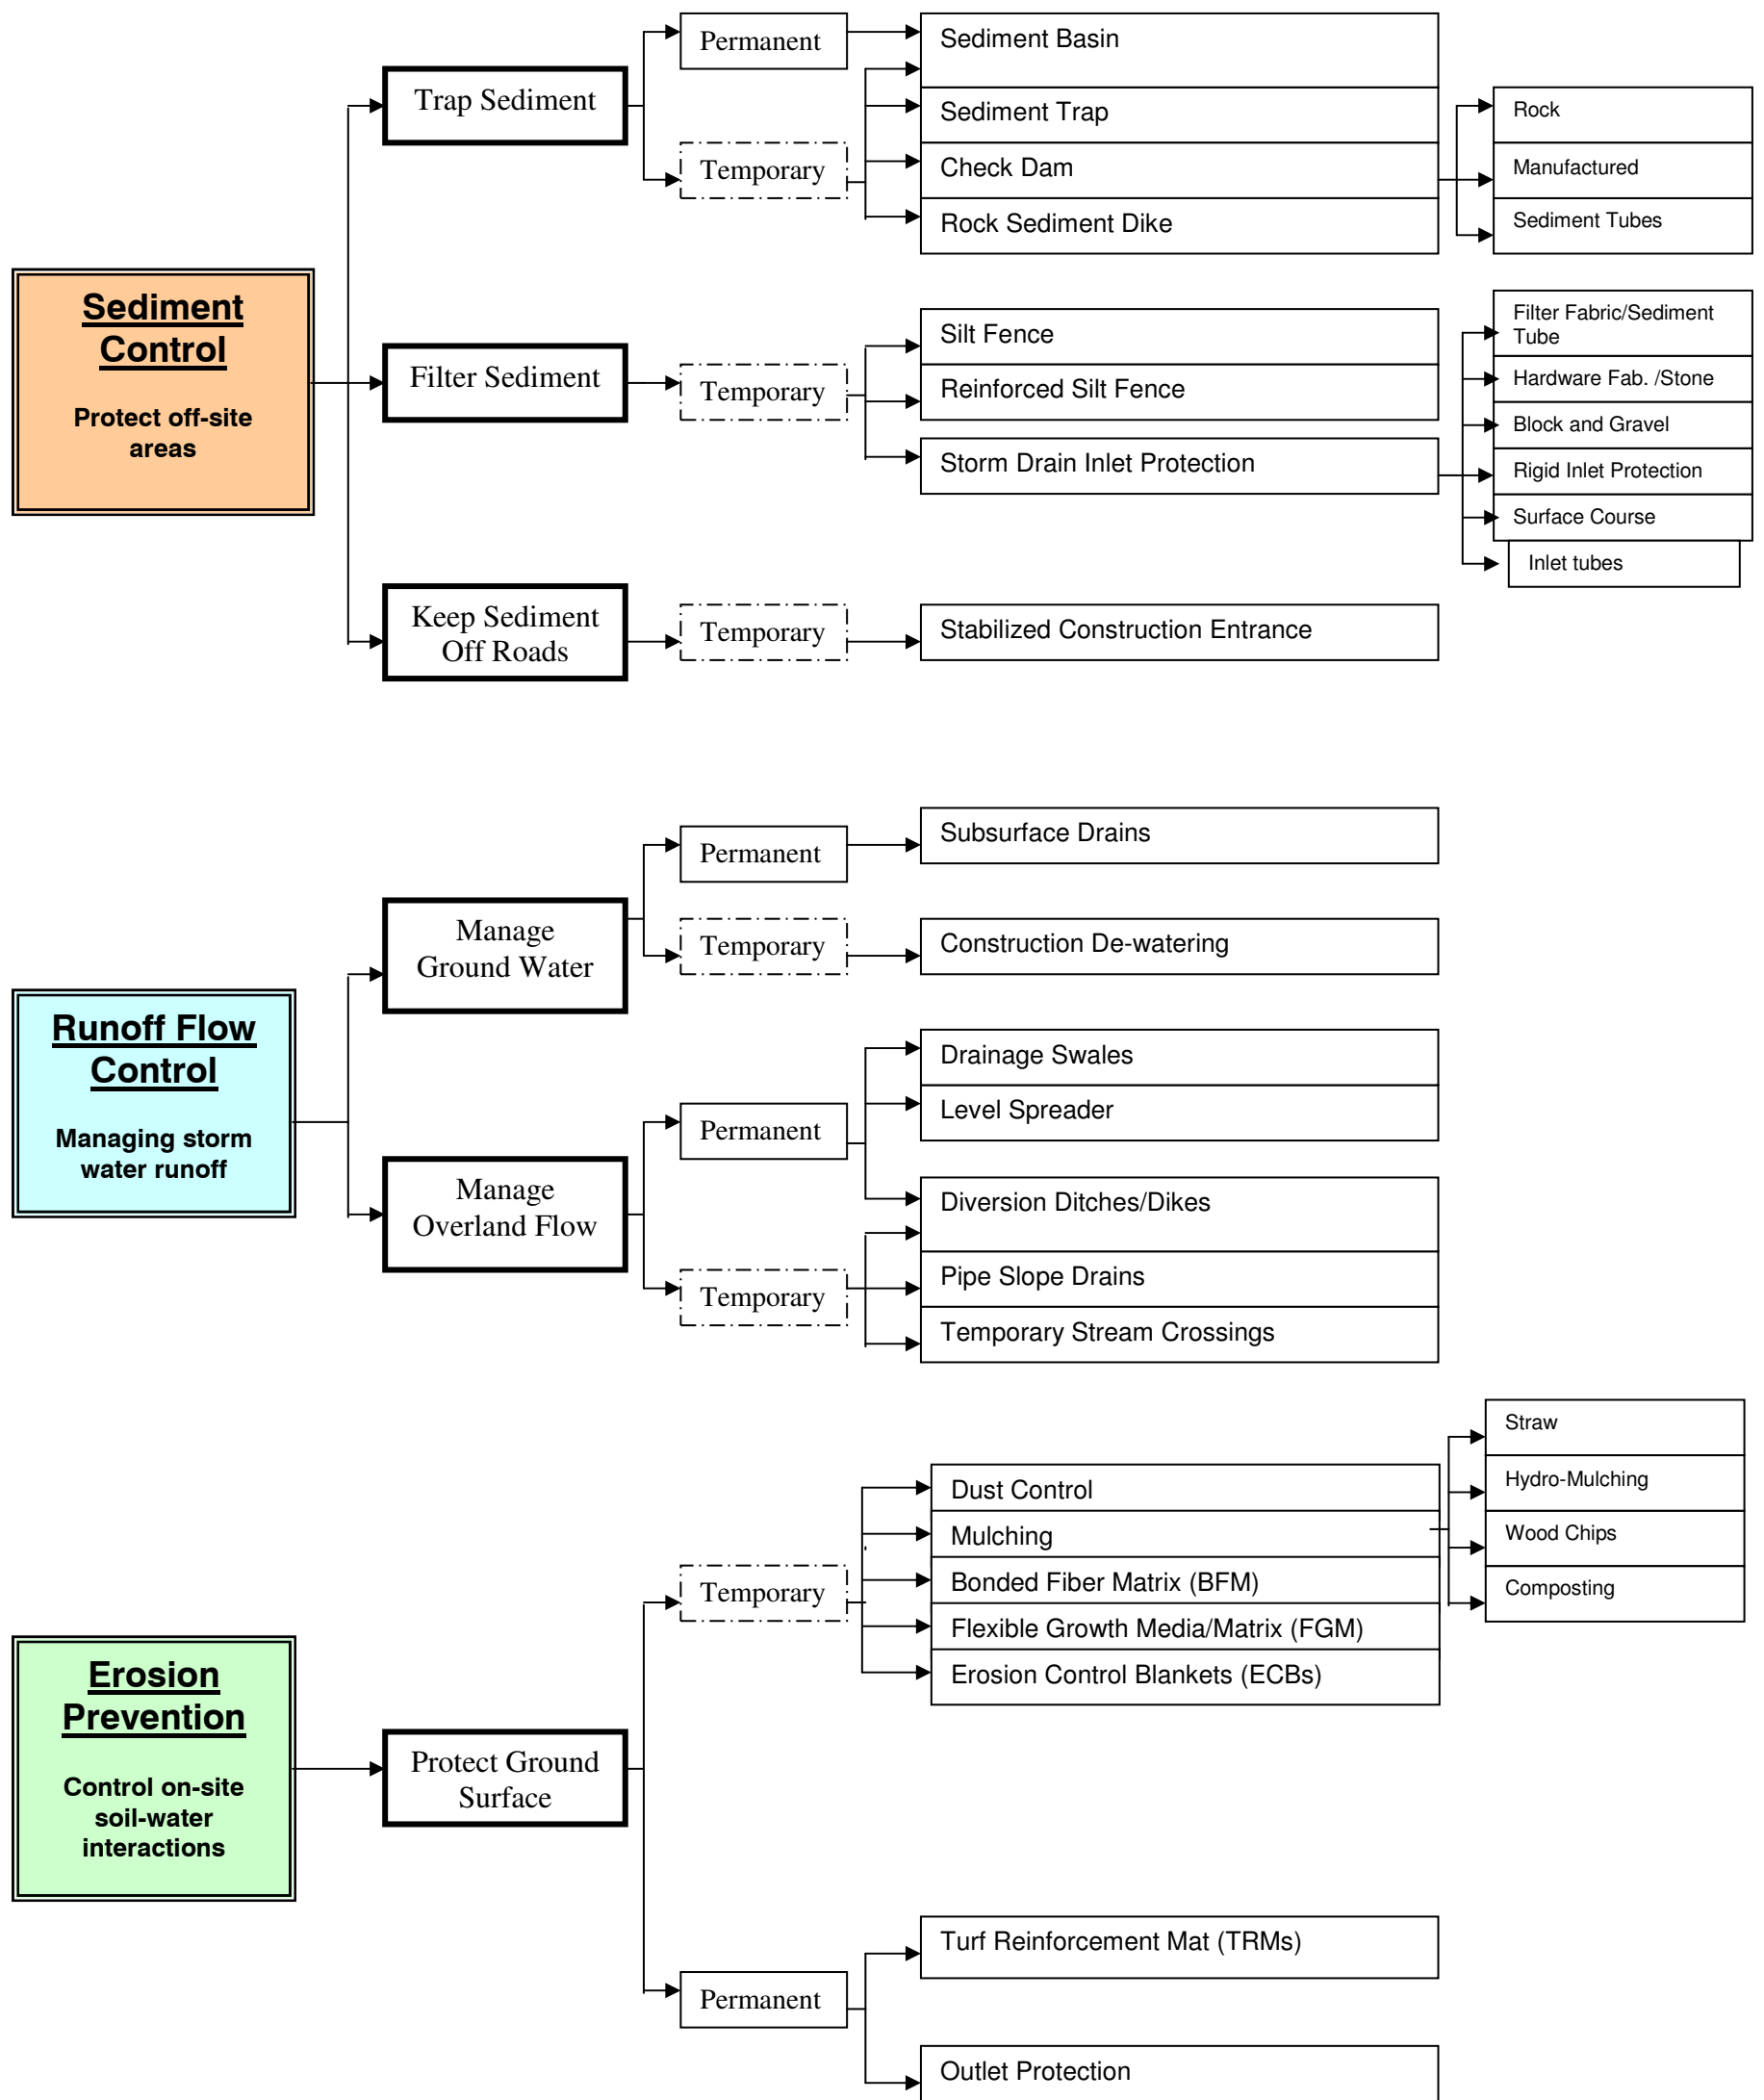 Sediment
Control
Protect off-site
areas
Trap Sediment
Permanent
Temporary
Sediment Basin
Sediment Trap
Check Dam
Rock Sediment Dike
Rock
Manufactured
Sediment Tubes
Filter Sediment
Temporary
Silt Fence
Reinforced Silt Fence
Storm Drain Inlet Protection
Filter Fabric/Sediment
Tube
Hardware Fab. /Stone
Block and Gravel
Rigid Inlet Protection
Surface Course
Inlet tubes
Keep Sediment
Off Roads
Temporary
Stabilized Construction Entrance
Runoff Flow
Control
Managing storm
water runoff
Manage
Ground Water
Permanent
Subsurface Drains
Temporary
Construction De-watering
Manage
Overland Flow
Permanent
Temporary
Drainage Swales
Level Spreader
Diversion Ditches/Dikes
Pipe Slope Drains
Temporary Stream Crossings
Erosion
Prevention
Control on-site
soil-water
interactions
Protect Ground
Surface
Temporary
Dust Control
Mulching
Bonded Fiber Matrix (BFM)
Flexible Growth Media/Matrix (FGM)
Erosion Control Blankets (ECBs)
Straw
Hydro-Mulching
Wood Chips
Composting
Permanent
Turf Reinforcement Mat (TRMs)
Outlet Protection